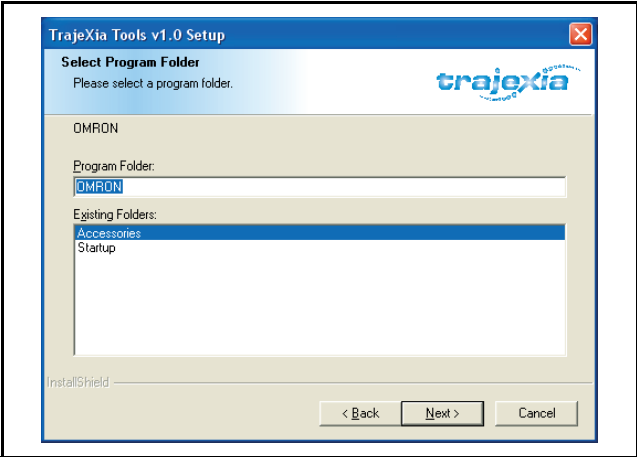 TrajeXia Tools v1.0 Setup
Select Program Folder
Please select a program folder.
trajexia
OMRON
Program Folder:
OMRON
Existing Folders:
Accessories
Startup
InstallShield
< Back
Next >
Cancel